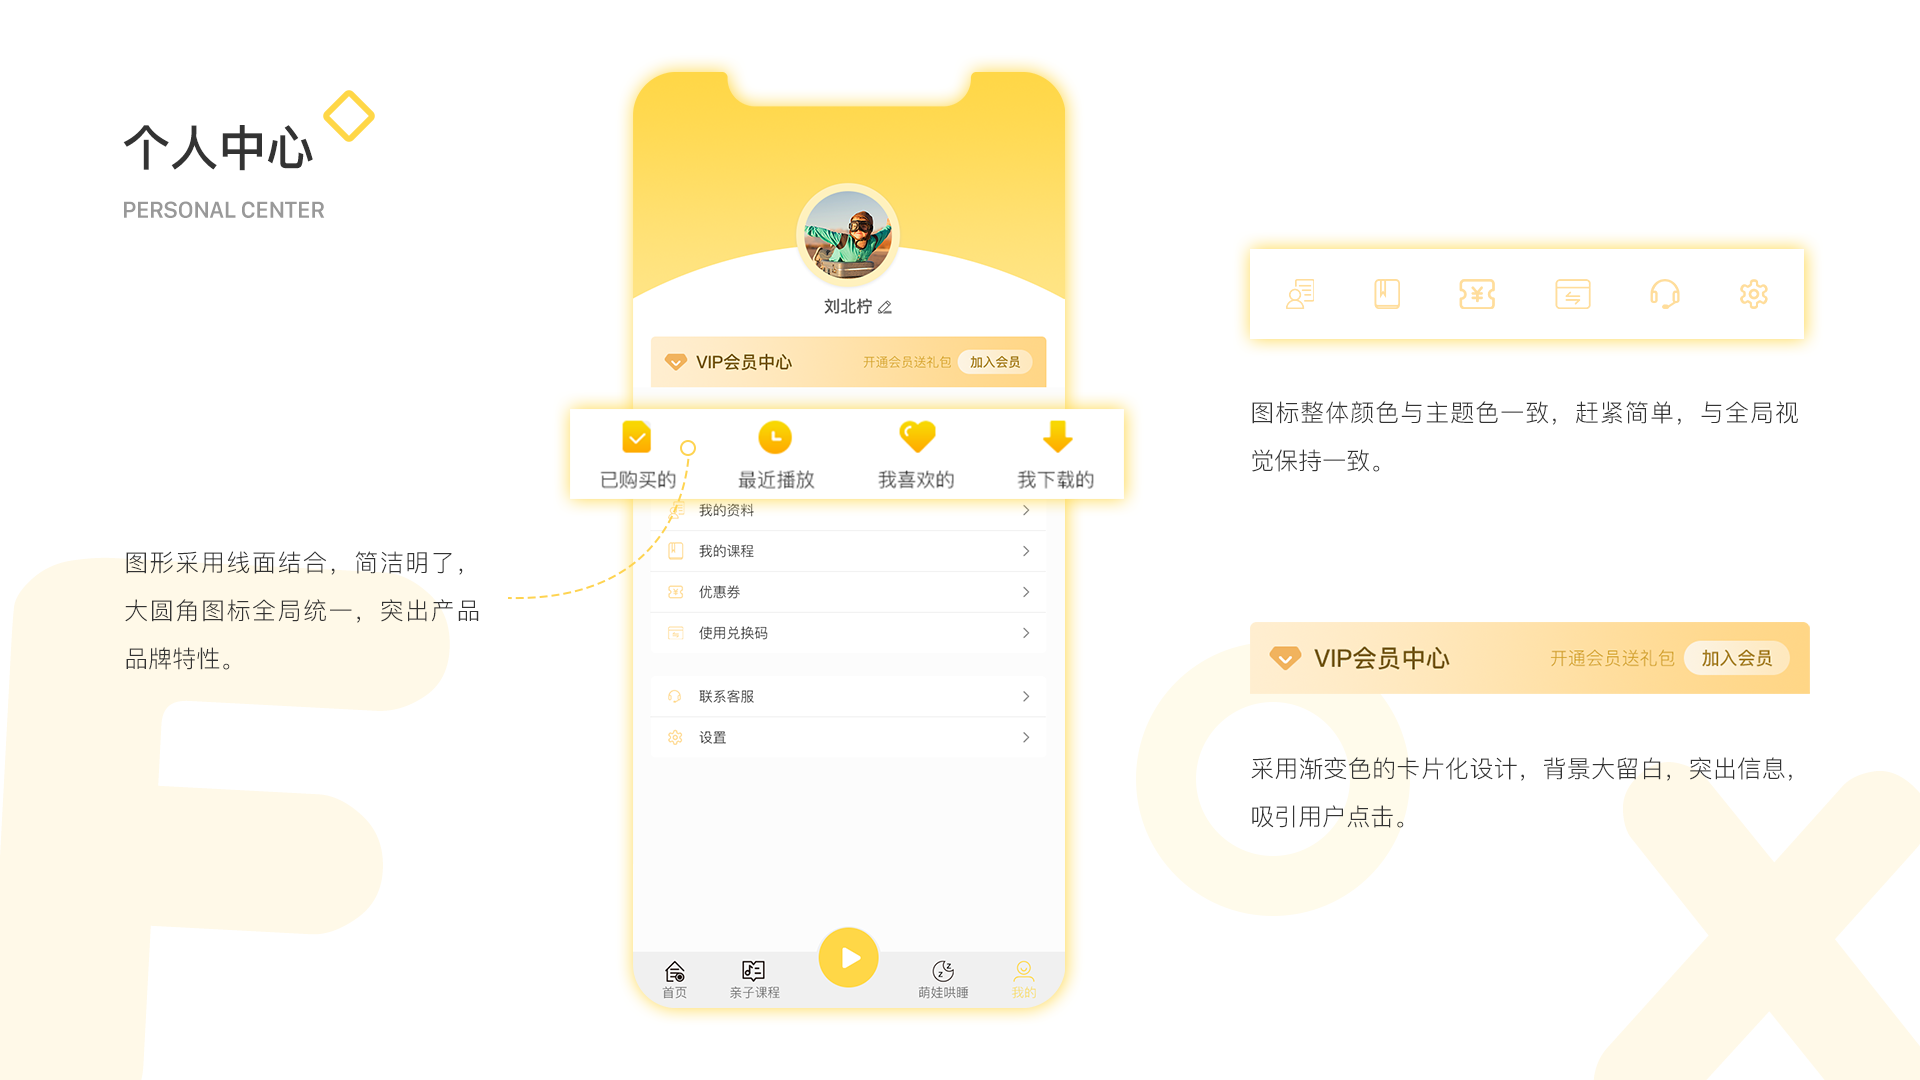 个人中心
PERSONAL CENTER
图形采用线面结合，简洁明了，
大圆角图标全局统一，突出产品
品牌特性。
刘北柠
VIP会员中心 开通会员送礼包 加入会员
已购买的 最近播放 我喜欢的 我下载的
我的资料
我的课程
优惠券
使用兑换码
联系客服
设置
首页 亲子课程 萌娃哄睡 我的
图标整体颜色与主题色一致，赶紧简单，与全局视
觉保持一致。
VIP会员中心 开通会员送礼包 加入会员
采用渐变色的卡片化设计，背景大留白，突出信息，
吸引用户点击。
Fox